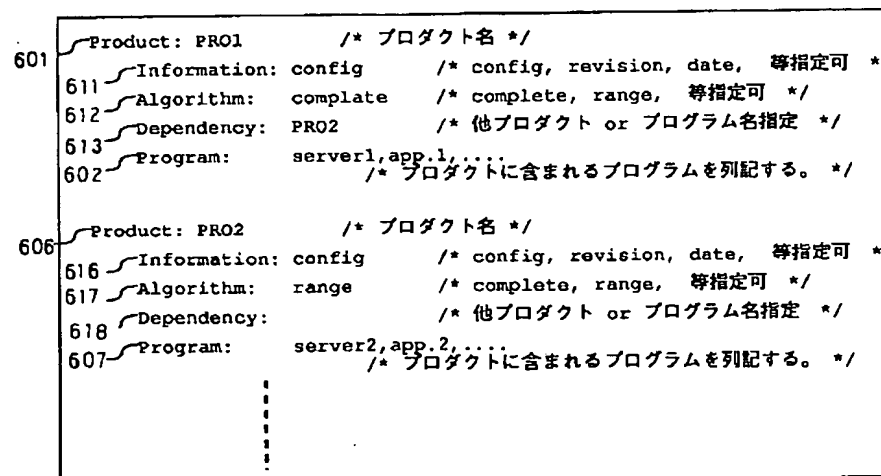 601 Product: PRO1 /* プロダクト名 */
611 Information: config /* config, revision, date, 等指定可 *
612 Algorithm: complate /* complete, range, 等指定可 */
613 Dependency: PRO2 /* 他プロダクト or プログラム名指定 */
602 Program: server1,app.1,....
/* プロダクトに含まれるプログラムを列記する。 */
606 Product: PRO2 /* プロダクト名 */
616 Information: config /* config, revision, date, 等指定可 *
617 Algorithm: range /* complete, range, 等指定可 */
618 Dependency: /* 他プロダクト or プログラム名指定 */
607 Program: server2,app.2,....
/* プロダクトに含まれるプログラムを列記する。 */